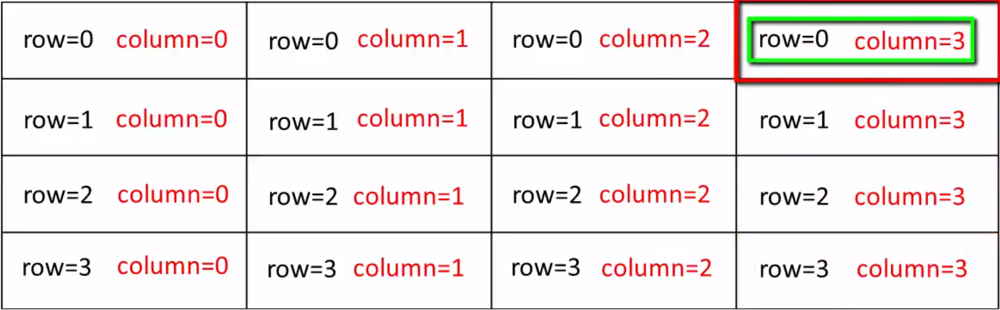 row=0 column=0 row=0 column=1 row=0 column=2 row=0 column=3
row=1 column=0 row=1 column=1 row=1 column=2 row=1 column=3
row=2 column=0 row=2 column=1 row=2 column=2 row=2 column=3
row=3 column=0 row=3 column=1 row=3 column=2 row=3 column=3